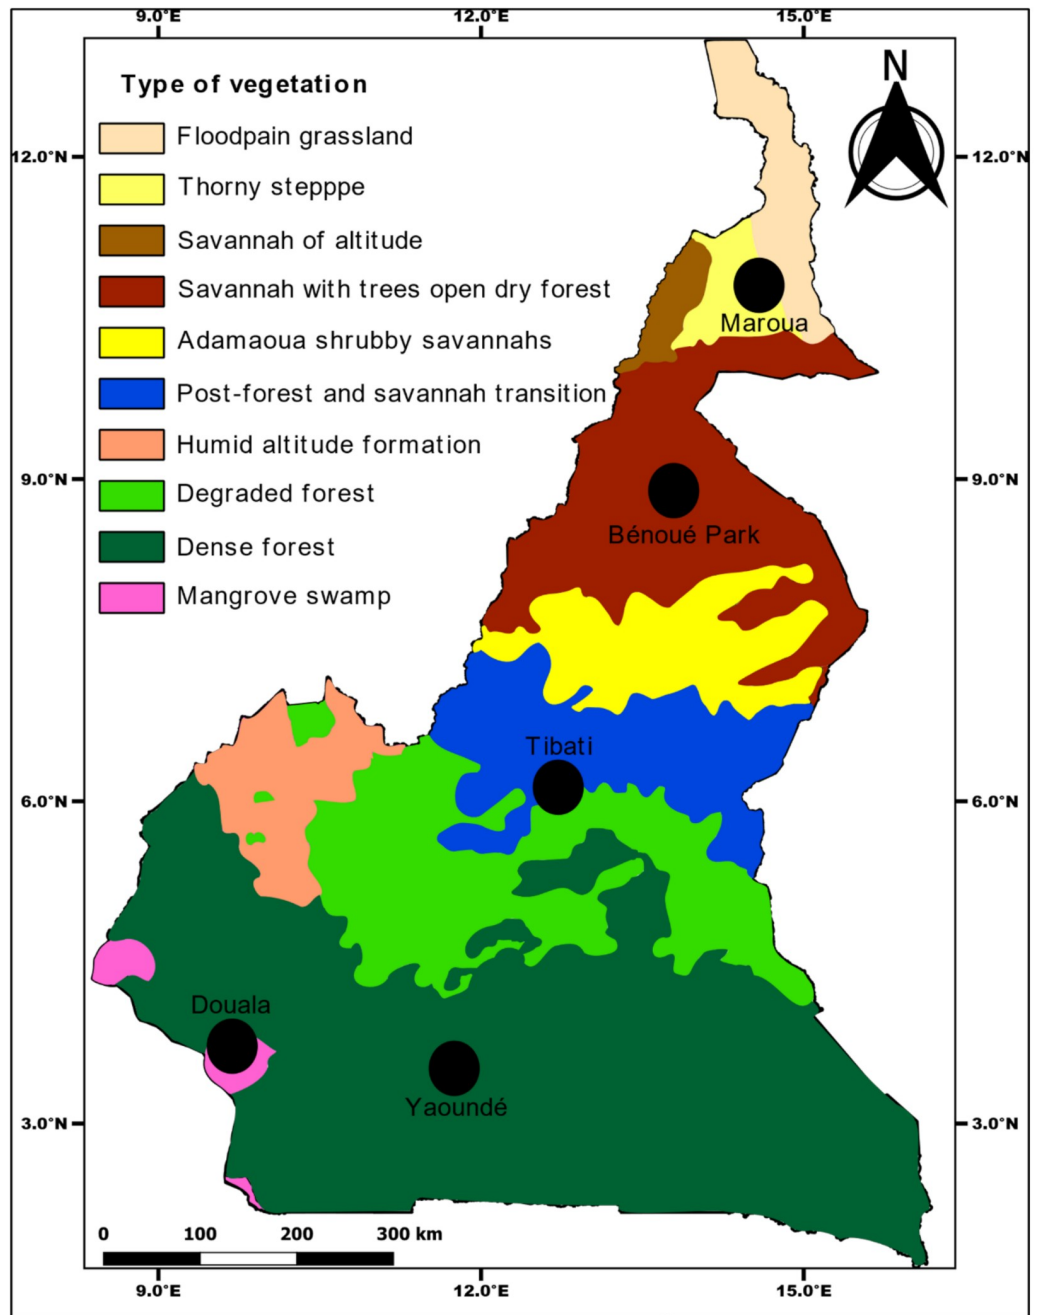 9.0°E 12.0°E 15.0°E
N
Type of vegetation
Floodpain grassland
12.0°N 12.0°N
Thorny stepppe
Savannah of altitude
Savannah with trees open dry forest
Maroua
Adamaoua shrubby savannahs
Post-forest and savannah transition
Humid altitude formation
9.0°N 9.0°N
Degraded forest
Bénoué Park
Dense forest
Mangrove swamp
Tibati
6.0°N 6.0°N
Douala
Yaoundé
3.0°N 3.0°N
0 100 200 300 km
9.0°E 12.0°E 15.0°E